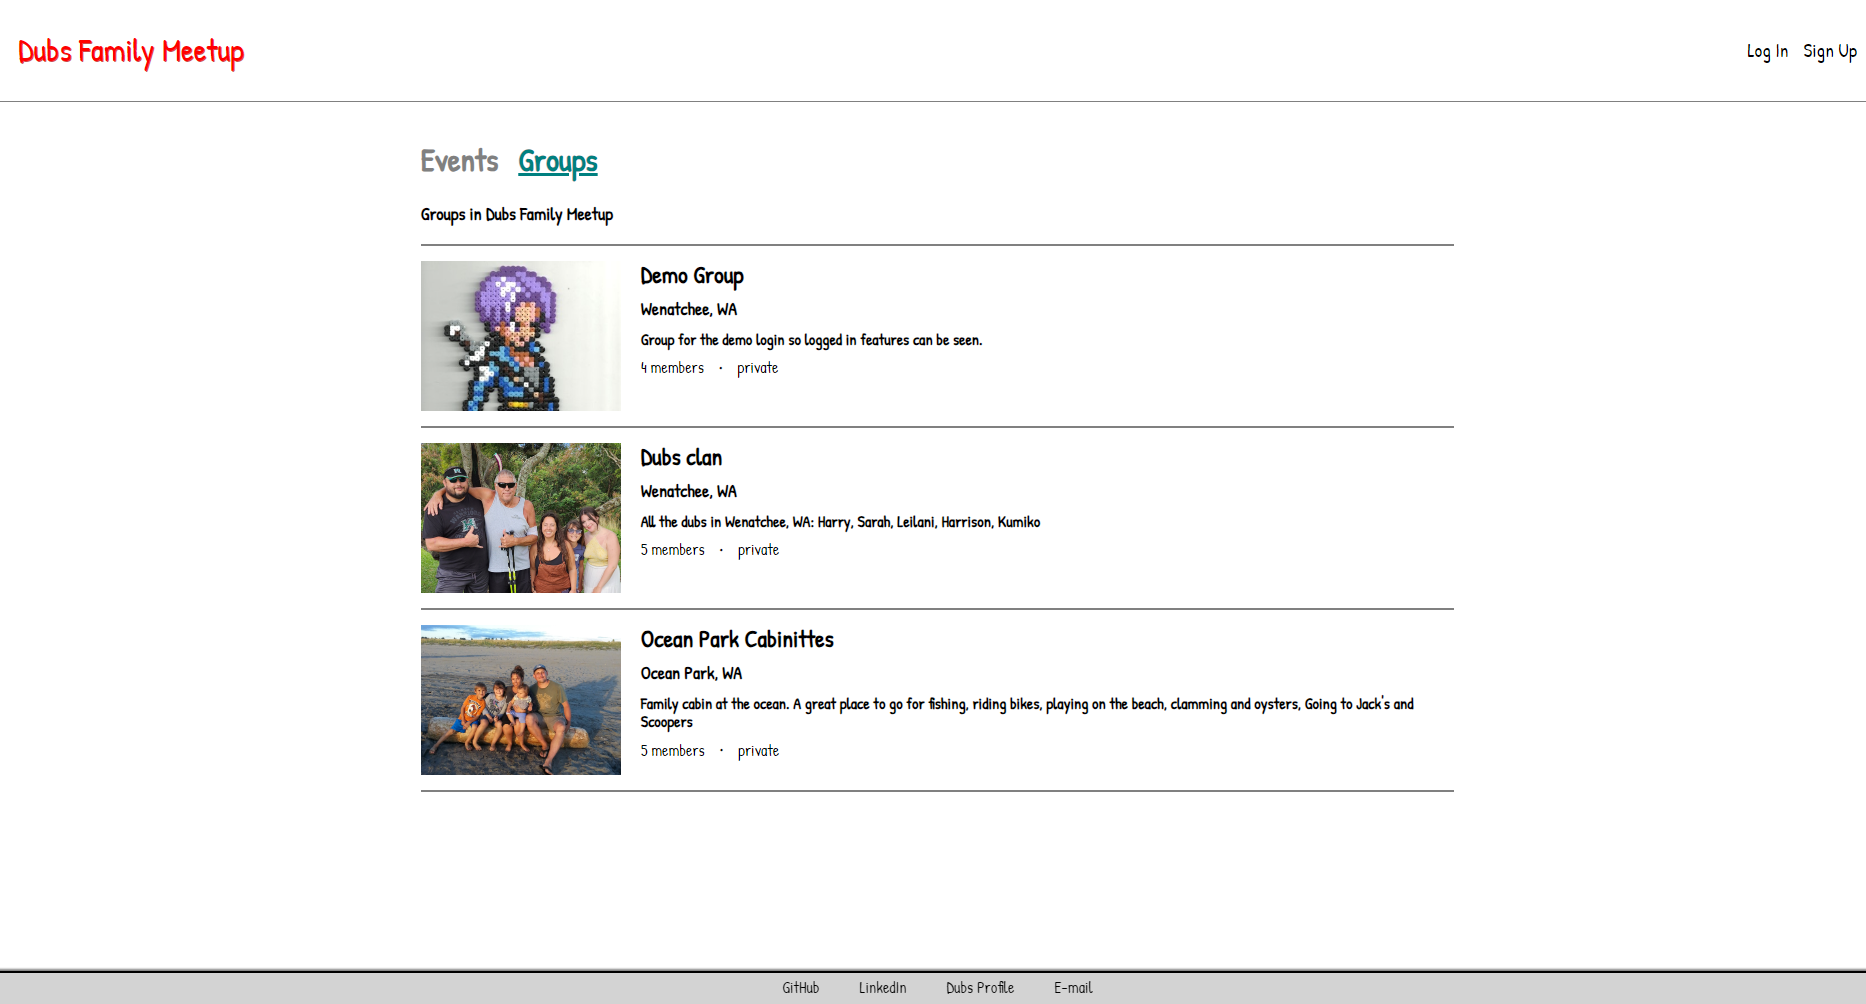 Dubs Family Meetup
Log In
Sign Up
Events
Groups
Groups in Dubs Family Meetup
Demo Group
Wenatchee, WA
Group for the demo login so logged in features can be seen.
4 members · private
Dubs clan
Wenatchee, WA
All the dubs in Wenatchee, WA: Harry, Sarah, Leilani, Harrison, Kumiko
5 members · private
Ocean Park Cabinittes
Ocean Park, WA
Family cabin at the ocean. A great place to go for fishing, riding bikes, playing on the beach, clamming and oysters, Going to Jack's and
Scoopers
5 members · private
GitHub
LinkedIn
Dubs Profile
E-mail